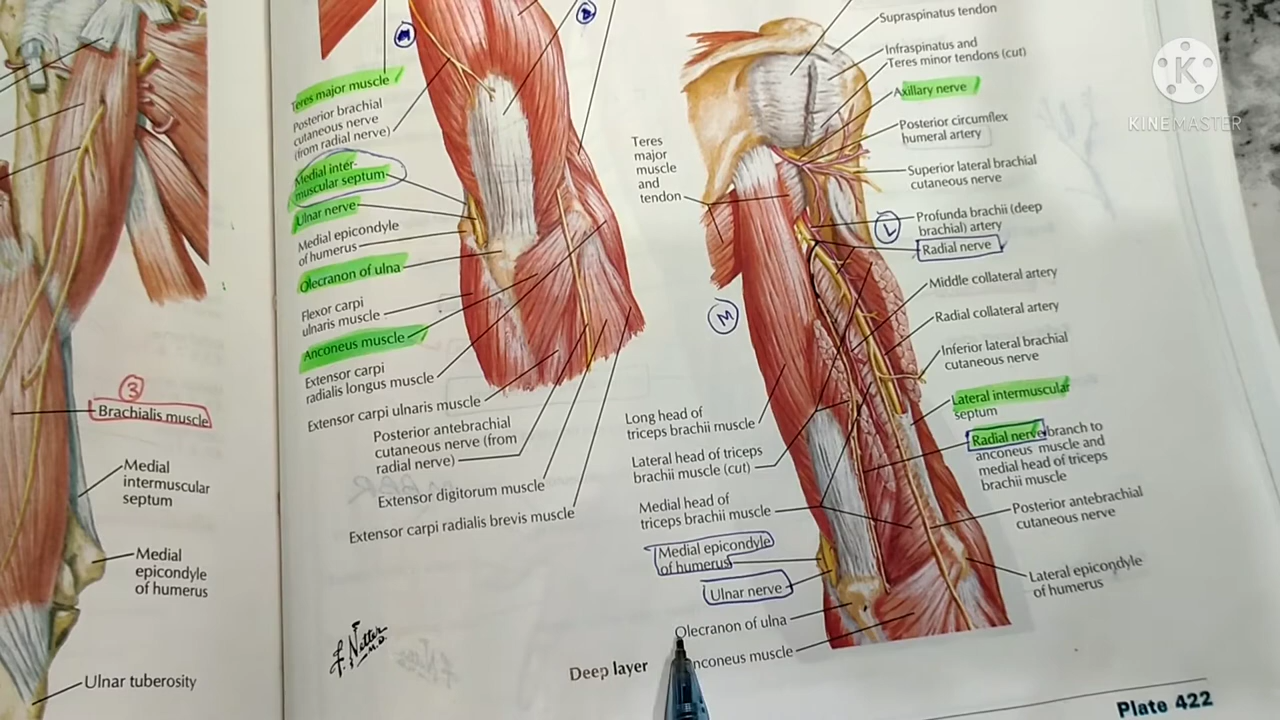 3
Brachialis muscle
Medial
intermuscular
septum
Medial
epicondyle
of humerus
Ulnar tuberosity
Teres major muscle
Posterior brachial
cutaneous nerve
(from radial nerve)
Medial inter-
muscular septum
Ulnar nerve
Medial epicondyle
of humerus
Olecranon of ulna
Flexor carpi
ulnaris muscle
Anconeus muscle
Extensor carpi
radialis longus muscle
Extensor carpi ulnaris muscle
Posterior antebrachial
cutaneous nerve (from
radial nerve)
Extensor digitorum muscle
Extensor carpi radialis brevis muscle
F. Netter
M.D.
Teres
major
muscle
and
tendon
M
Long head of
triceps brachii muscle
Lateral head of triceps
brachii muscle (cut)
Medial head of
triceps brachii muscle
Medial epicondyle
of humerus
Ulnar nerve
Olecranon of ulna
Deep layer
nconeus muscle
Supraspinatus tendon
Infraspinatus and
Teres minor tendons (cut)
Axillary nerve
Posterior circumflex
humeral artery
Superior lateral brachial
cutaneous nerve
L
Profunda brachii (deep
brachial) artery
Radial nerve
Middle collateral artery
Radial collateral artery
Inferior lateral brachial
cutaneous nerve
Lateral intermuscular
septum
Radial nerve branch to
anconeus muscle and
medial head of triceps
brachii muscle
Posterior antebrachial
cutaneous nerve
Lateral epicondyle
of humerus
Plate 422
K
KINEMASTER